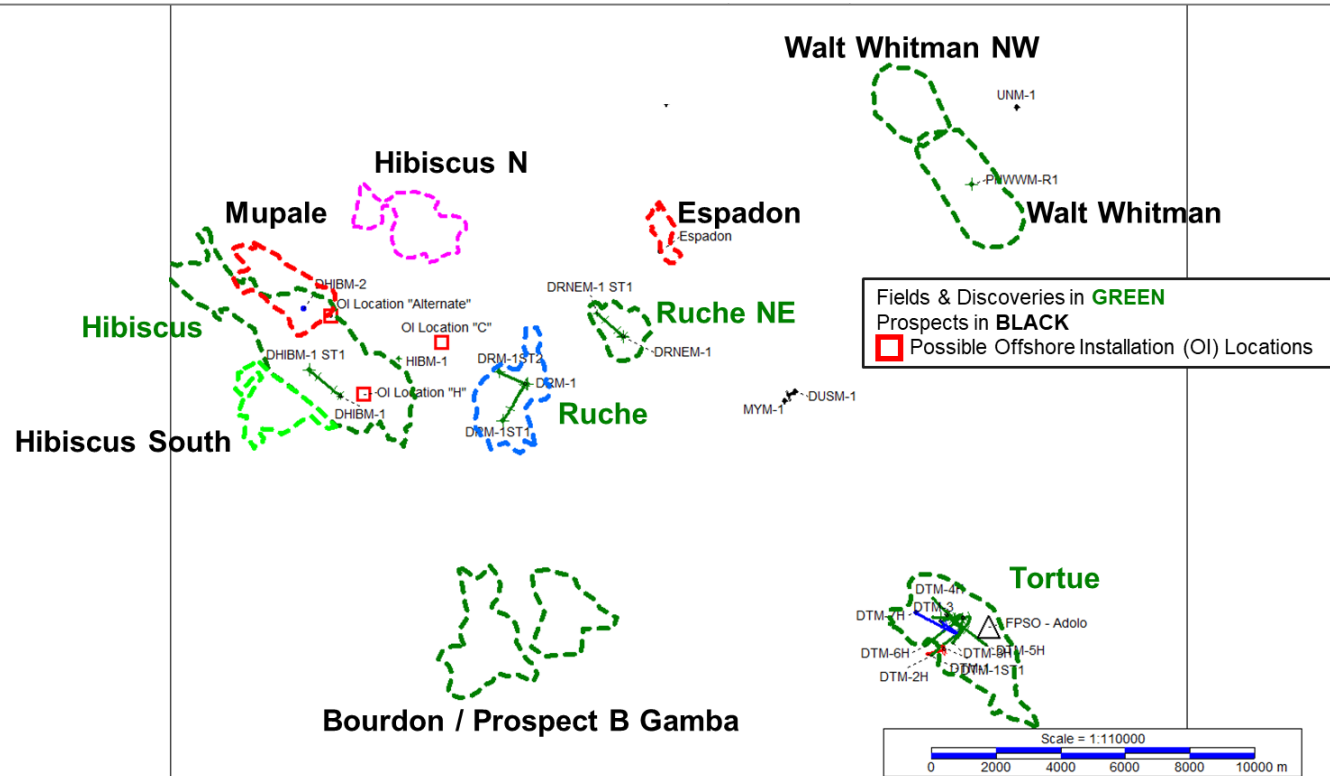 Walt Whitman NW
UNM-1
Hibiscus N
PNWWM-R1
Mupale
Espadon
Walt Whitman
Espadon
DHIBM-2
DRNEM-1 ST1
Fields & Discoveries in GREEN
OI Location "Alternate"
Ruche NE
Prospects in BLACK
Hibiscus
OI Location "C"
Possible Offshore Installation (OI) Locations
DHIBM-1 ST1
HIBM-1
DRM-1ST2
DRNEM-1
DRM-1
OI Location "H"
MYM-1
DUSM-1
DHIBM-1
Ruche
DRM-1ST1
Hibiscus South
Tortue
DTM-4H
DTM-3
DTM-7H
FPSO - Adolo
DTM-6H
DTM-5H
DTM-2H
DTM-1
DTM-1ST1
Bourdon / Prospect B Gamba
Scale = 1:110000
0 2000 4000 6000 8000 10000 m